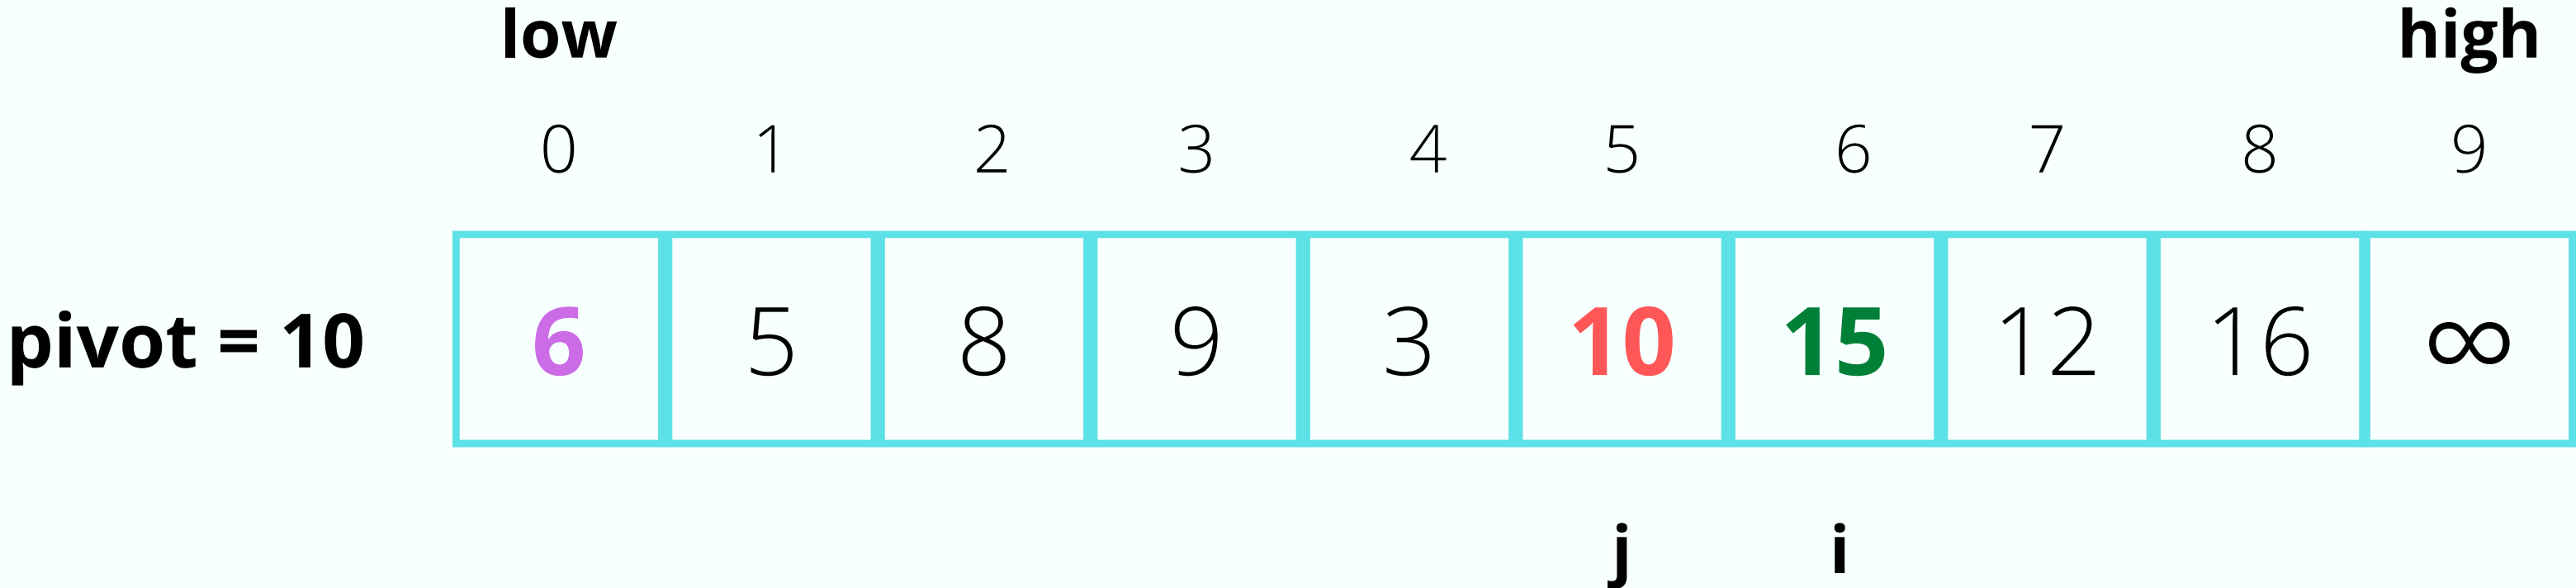 low high
0 1 2 3 4 5 6 7 8 9
pivot = 10 6 5 8 9 3 10 15 12 16 ∞
j i